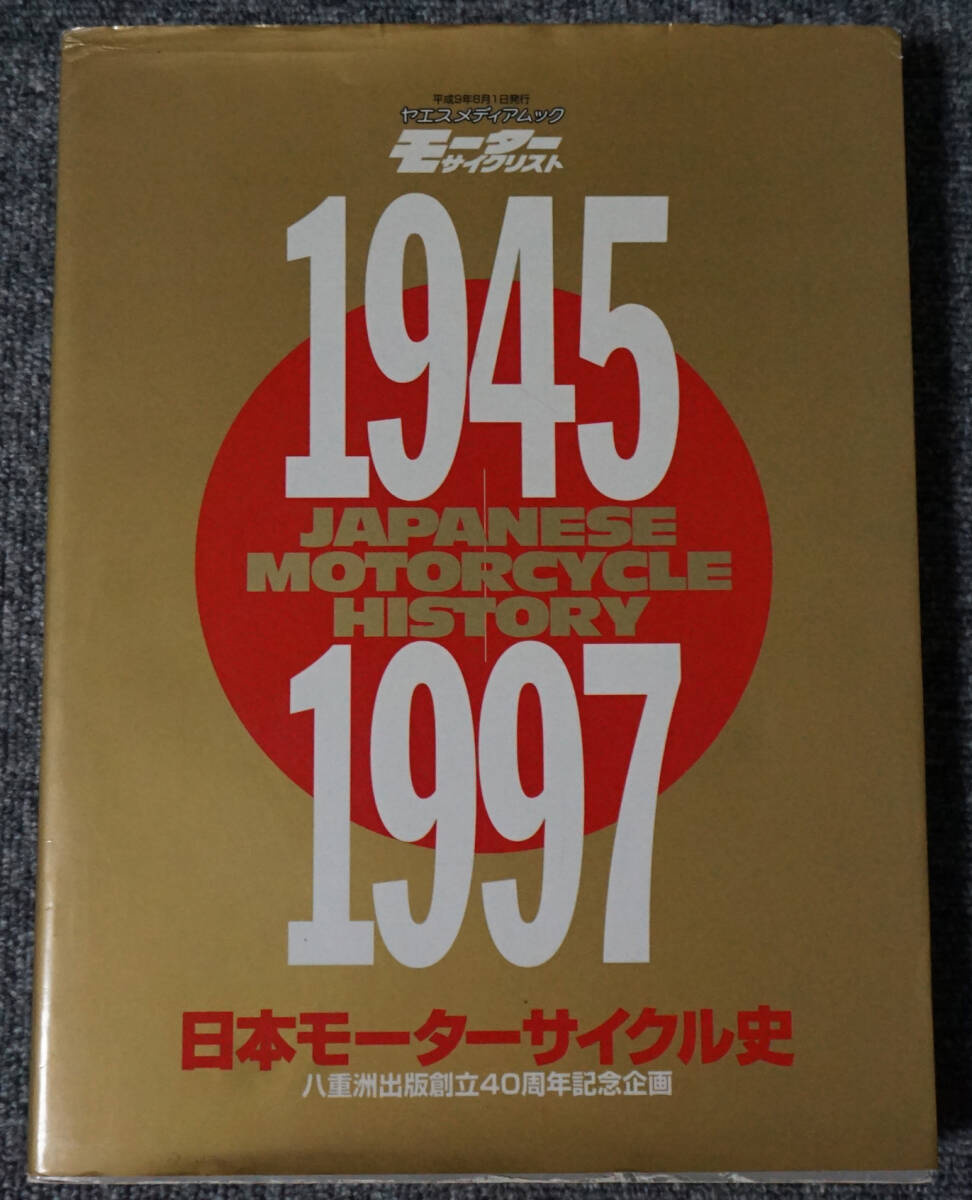 平成9年8月1日発行
ヤエスメディアムック
モーター
サイクリスト
1945
JAPANESE
MOTORCYCLE
HISTORY
1997
日本モーターサイクル史
八重洲出版創立40周年記念企画